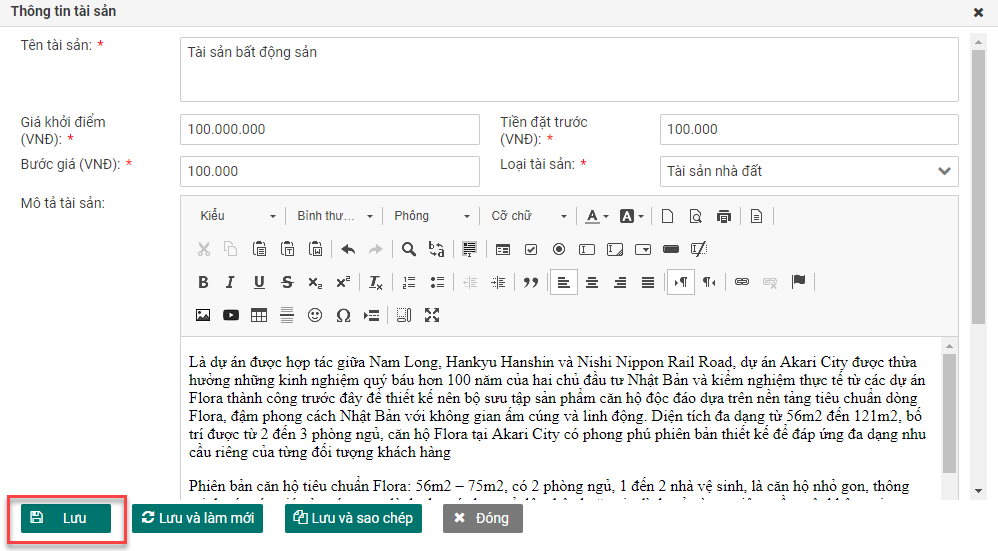 Thông tin tài sản
Tên tài sản: *
Tài sản bất động sản
Giá khởi điểm
(VNĐ): *
100.000.000
Tiền đặt trước
(VNĐ): *
100.000
Bước giá (VNĐ): *
100.000
Loại tài sản: *
Tài sản nhà đất
Mô tả tài sản:
Kiểu
Bình thư...
Phông
Cỡ chữ
Là dự án được hợp tác giữa Nam Long, Hankyu Hanshin và Nishi Nippon Rail Road, dự án Akari City được thừa
hưởng những kinh nghiệm quý báu hơn 100 năm của hai chủ đầu tư Nhật Bản và kiểm nghiệm thực tế từ các dự án
Flora thành công trước đây để thiết kế nên bộ sưu tập sản phẩm căn hộ độc đáo dựa trên nền tảng tiêu chuẩn dòng
Flora, đậm phong cách Nhật Bản với không gian ấm cúng và linh động. Diện tích đa dạng từ 56m2 đến 121m2, bố
trí được từ 2 đến 3 phòng ngủ, căn hộ Flora tại Akari City có phong phú phiên bản thiết kế để đáp ứng đa dạng nhu
cầu riêng của từng đối tượng khách hàng
Phiên bản căn hộ tiêu chuẩn Flora: 56m2 – 75m2, có 2 phòng ngủ, 1 đến 2 nhà vệ sinh, là căn hộ nhỏ gọn, thông
Lưu
Lưu và làm mới
Lưu và sao chép
Đóng